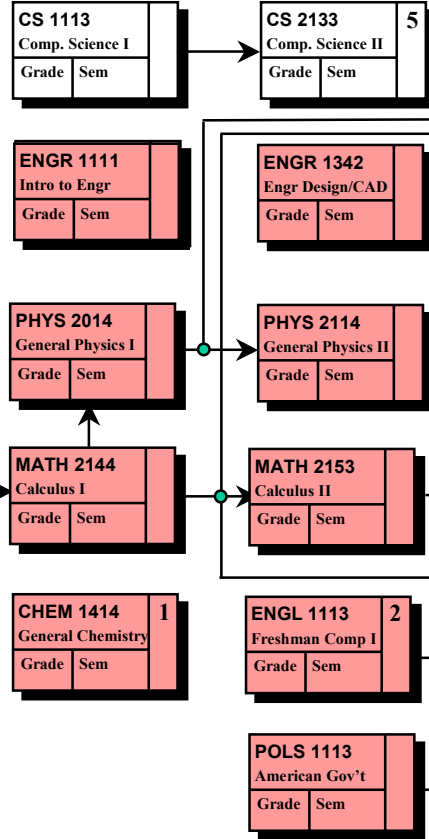 CS 1113
Comp. Science I
Grade Sem
CS 2133
Comp. Science II
5
Grade Sem
ENGR 1111
Intro to Engr
Grade Sem
ENGR 1342
Engr Design/CAD
Grade Sem
PHYS 2014
General Physics I
Grade Sem
PHYS 2114
General Physics II
Grade Sem
MATH 2144
Calculus I
Grade Sem
MATH 2153
Calculus II
Grade Sem
CHEM 1414
General Chemistry
1
Grade Sem
ENGL 1113
Freshman Comp I
2
Grade Sem
POLS 1113
American Gov't
Grade Sem